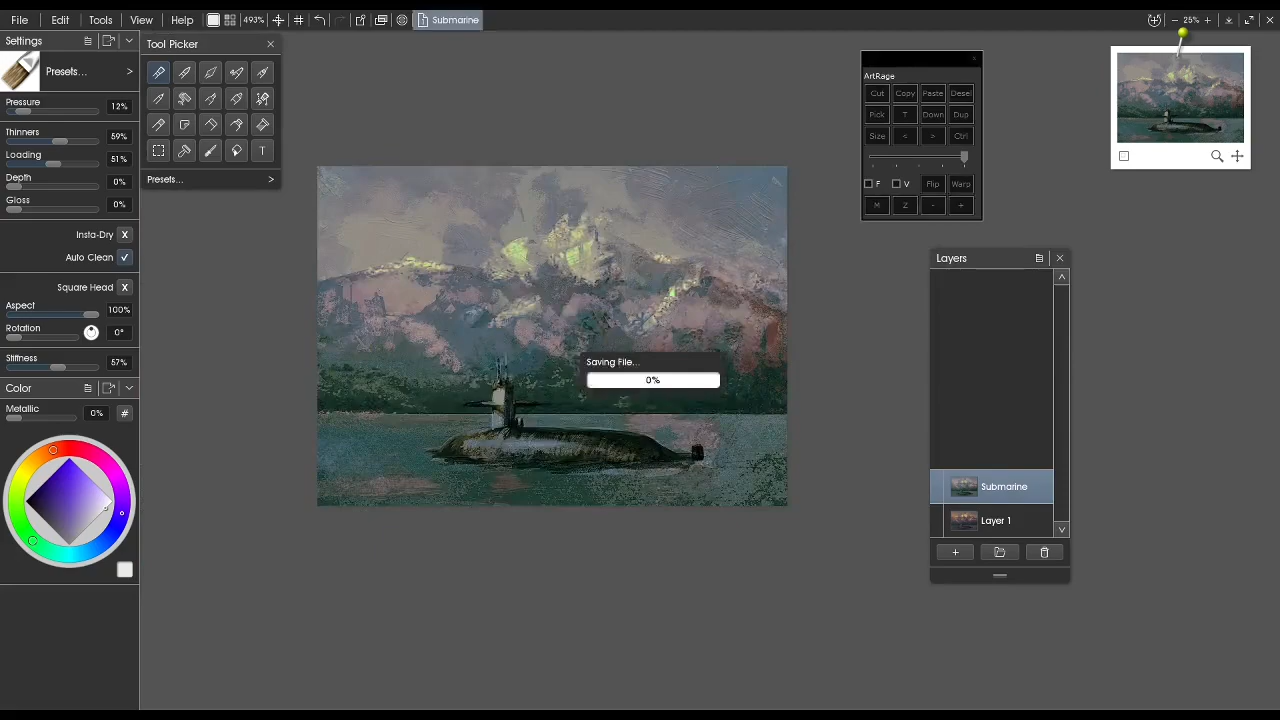 File Edit Tools View Help 493% Submarine 25%
Settings
Presets... >
Pressure 12%
Thinners 59%
Loading 51%
Depth 0%
Gloss 0%
Insta-Dry X
Auto Clean
Square Head X
Aspect 100%
Rotation 0°
Stiffness 57%
Color
Metallic 0% #
Tool Picker
T
Presets... >
Saving File...
0%
ArtRage
Cut Copy Paste Desel
Pick T Down Dup
Size < > Ctrl
F V Flip Warp
M Z - +
Layers
Submarine
Layer 1
+